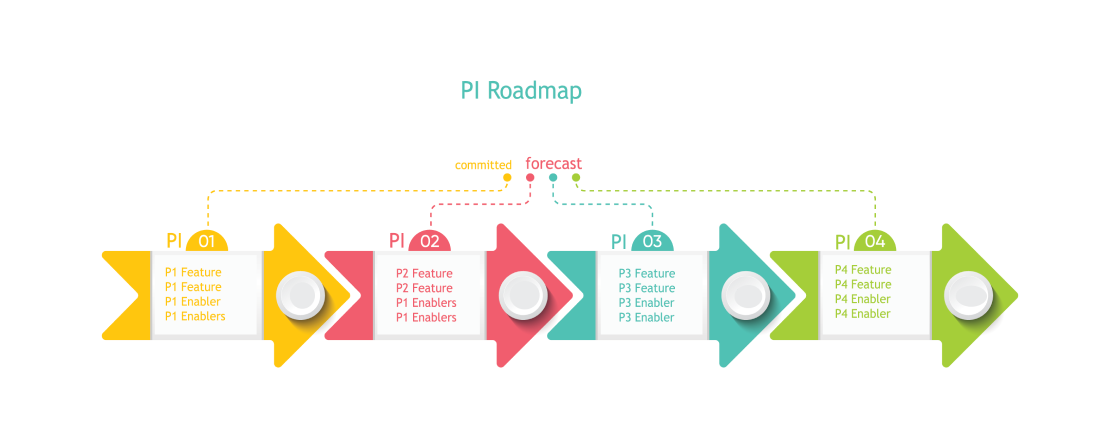 PI Roadmap
committed
forecast
PI 01
P1 Feature
P1 Feature
P1 Enabler
P1 Enablers
PI 02
P2 Feature
P2 Feature
P1 Enablers
P1 Enablers
PI 03
P3 Feature
P3 Feature
P3 Enabler
P3 Enabler
PI 04
P4 Feature
P4 Feature
P4 Enabler
P4 Enabler